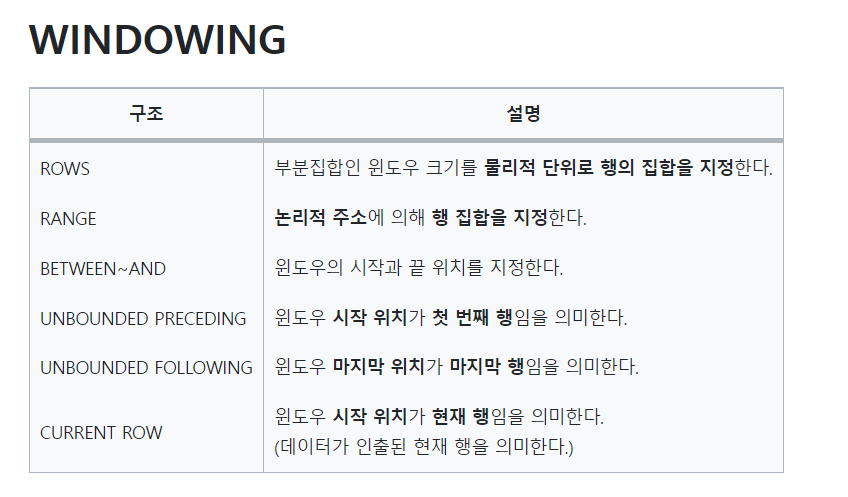 WINDOWING
구조 설명
ROWS 부분집합인 윈도우 크기를 물리적 단위로 행의 집합을 지정한다.
RANGE 논리적 주소에 의해 행 집합을 지정한다.
BETWEEN~AND 윈도우의 시작과 끝 위치를 지정한다.
UNBOUNDED PRECEDING 윈도우 시작 위치가 첫 번째 행임을 의미한다.
UNBOUNDED FOLLOWING 윈도우 마지막 위치가 마지막 행임을 의미한다.
CURRENT ROW 윈도우 시작 위치가 현재 행임을 의미한다.
(데이터가 인출된 현재 행을 의미한다.)